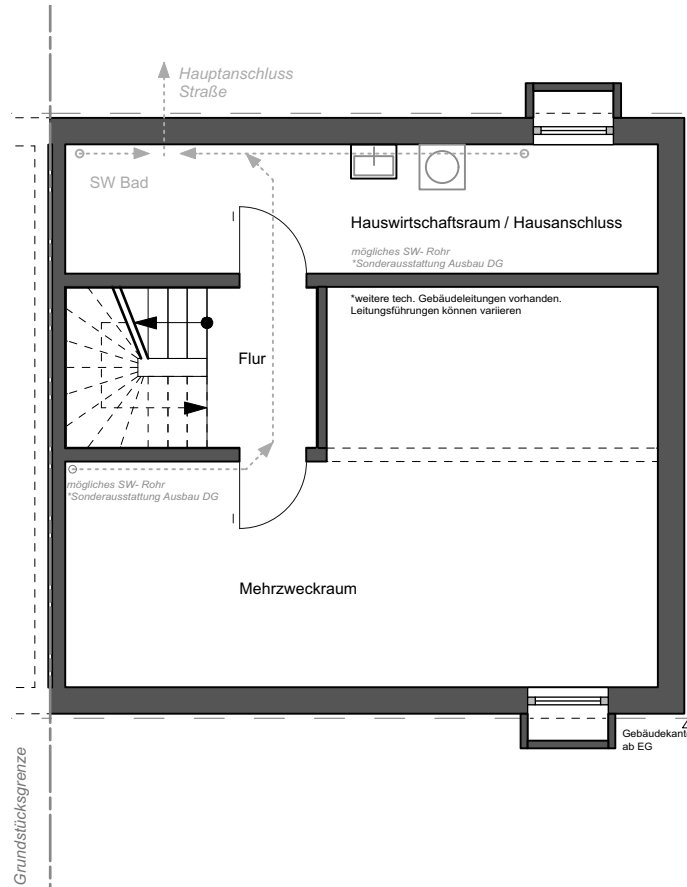 Hauptanschluss
Straße
SW Bad
Hauswirtschaftsraum / Hausanschluss
mögliches SW- Rohr
*Sonderausstattung Ausbau DG
*weitere tech. Gebäudeleitungen vorhanden.
Leitungsführungen können variieren
Flur
mögliches SW- Rohr
*Sonderausstattung Ausbau DG
Mehrzweckraum
Gebäudekant
ab EG
Grundstücksgrenze